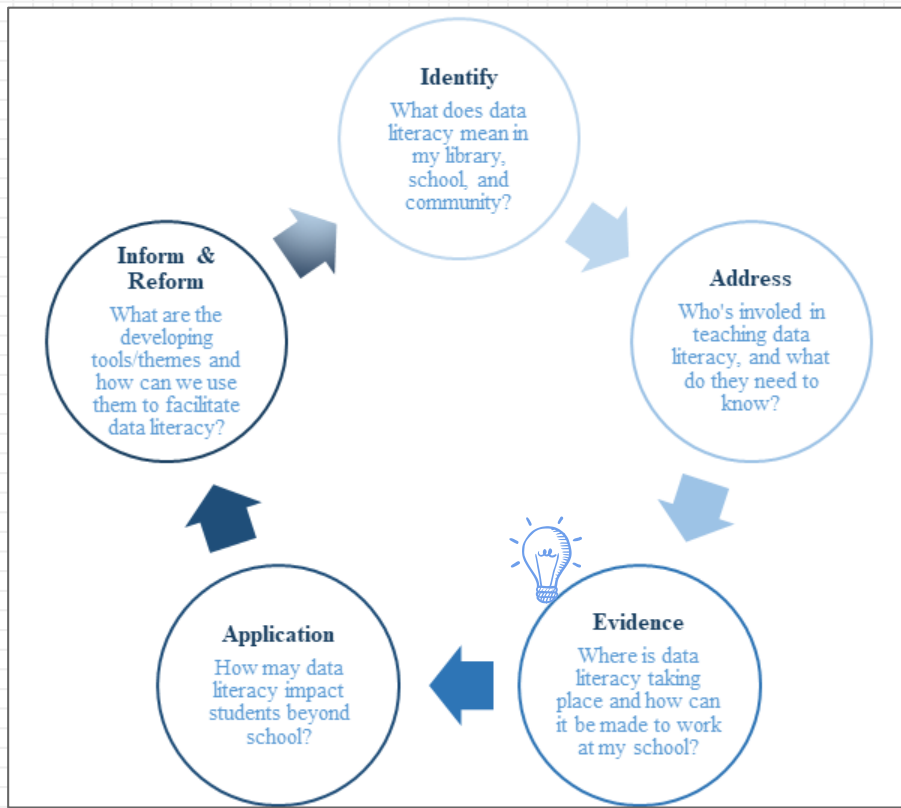 Identify
What does data
literacy mean in
my library,
school, and
community?
Address
Who's involed in
teaching data
literacy, and what
do they need to
know?
Evidence
Where is data
literacy taking
place and how can
it be made to work
at my school?
Application
How may data
literacy impact
students beyond
school?
Inform & 
Reform
What are the
developing
tools/themes and
how can we use
them to facilitate
data literacy?